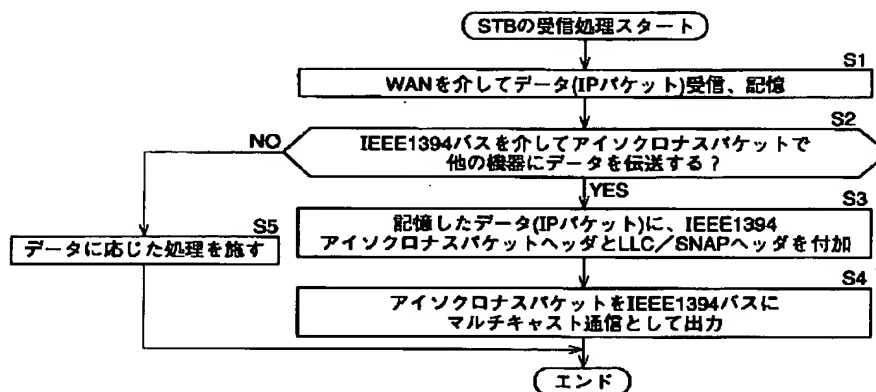 STBの受信処理スタート
S1
WANを介してデータ(IPパケット)受信、記憶
S2
NO
IEEE1394バスを介してアイソクロナスパケットで
他の機器にデータを伝送する？
YES
S3
記憶したデータ(IPパケット)に、IEEE1394
アイソクロナスパケットヘッダとLLC／SNAPヘッダを付加
S5
データに応じた処理を施す
S4
アイソクロナスパケットをIEEE1394バスに
マルチキャスト通信として出力
エンド